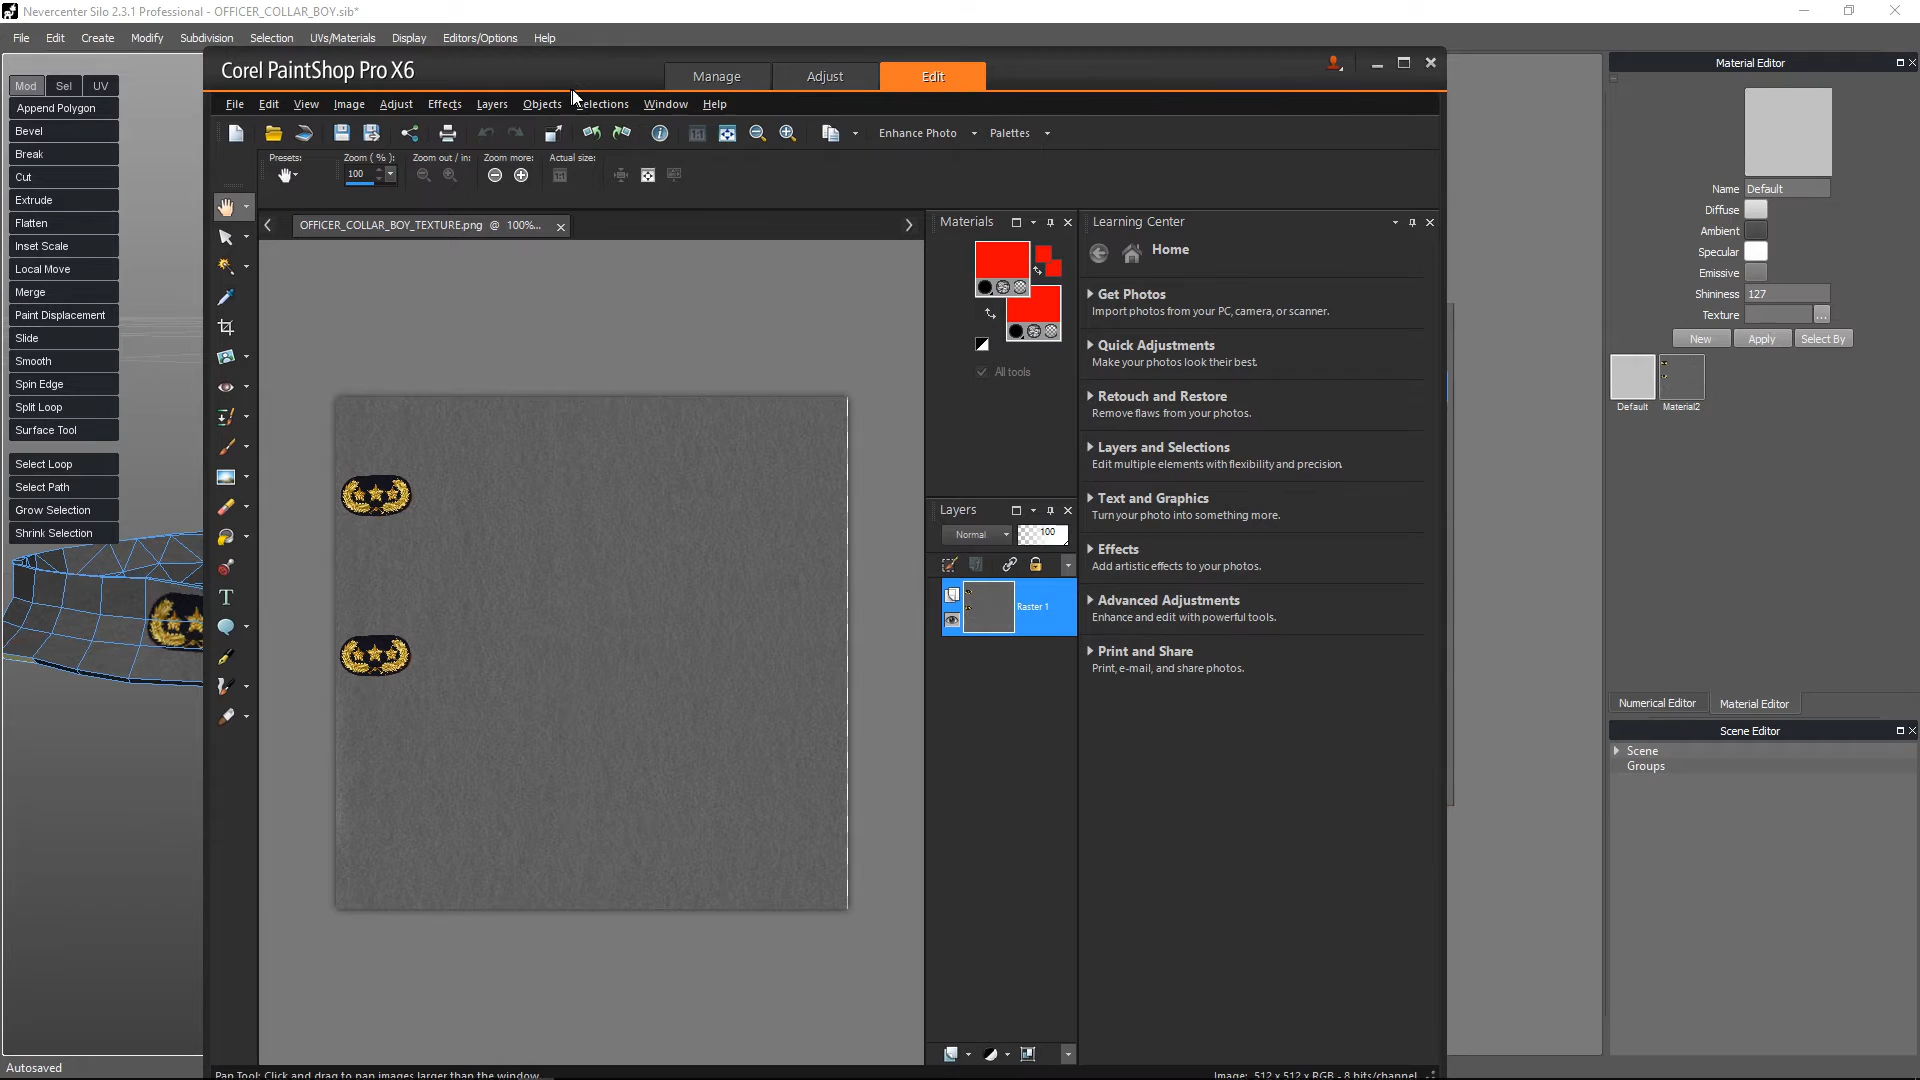 Nevercenter Silo 2.3.1 Professional - OFFICER_COLLAR_BOY.sib*
File Edit Create Modify Subdivision Selection UVs/Materials Display Editors/Options Help
Mod Sel UV
Append Polygon
Bevel
Break
Cut
Extrude
Flatten
Inset Scale
Local Move
Merge
Paint Displacement
Slide
Smooth
Spin Edge
Split Loop
Surface Tool
Select Loop
Select Path
Grow Selection
Shrink Selection
Autosaved
Corel PaintShop Pro X6
Manage Adjust Edit
File Edit View Image Adjust Effects Layers Objects Selections Window Help
Enhance Photo Palettes
Presets: Zoom ( % ): Zoom out / in: Zoom more: Actual size:
100
OFFICER_COLLAR_BOY_TEXTURE.png @ 100%...
Materials
All tools
Layers
Normal 100
Raster 1
Learning Center
Home
Get Photos
Import photos from your PC, camera, or scanner.
Quick Adjustments
Make your photos look their best.
Retouch and Restore
Remove flaws from your photos.
Layers and Selections
Edit multiple elements with flexibility and precision.
Text and Graphics
Turn your photo into something more.
Effects
Add artistic effects to your photos.
Advanced Adjustments
Enhance and edit with powerful tools.
Print and Share
Print, e-mail, and share photos.
Pan Tool: Click and drag to pan images larger than the window.
Image: 512 x 512 x RGB - 8 bits/channel
Material Editor
Name Default
Diffuse
Ambient
Specular
Emissive
Shininess 127
Texture ...
New Apply Select By
Default Material2
Numerical Editor Material Editor
Scene Editor
Scene
Groups